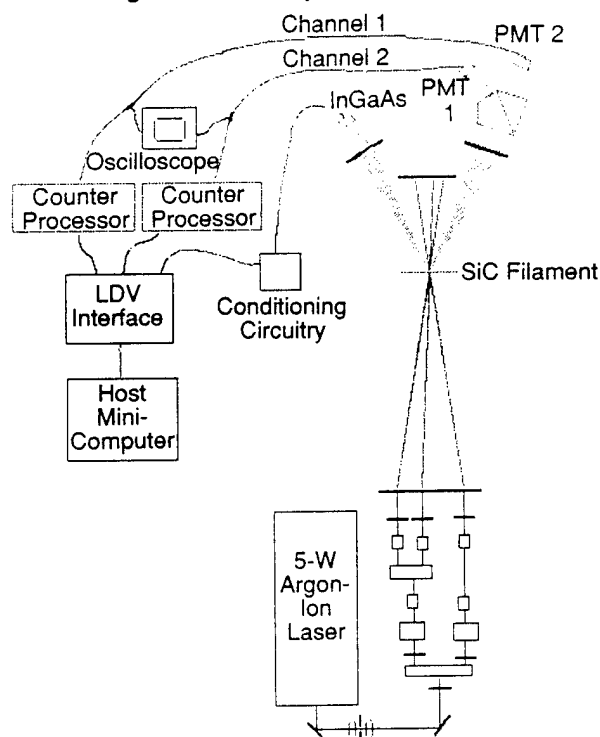 Channel 1
PMT 2
Channel 2
InGaAs
PMT
1
Oscilloscope
Counter
Processor
Counter
Processor
SiC Filament
LDV
Interface
Conditioning
Circuitry
Host
Mini-
Computer
5-W
Argon-
Ion
Laser